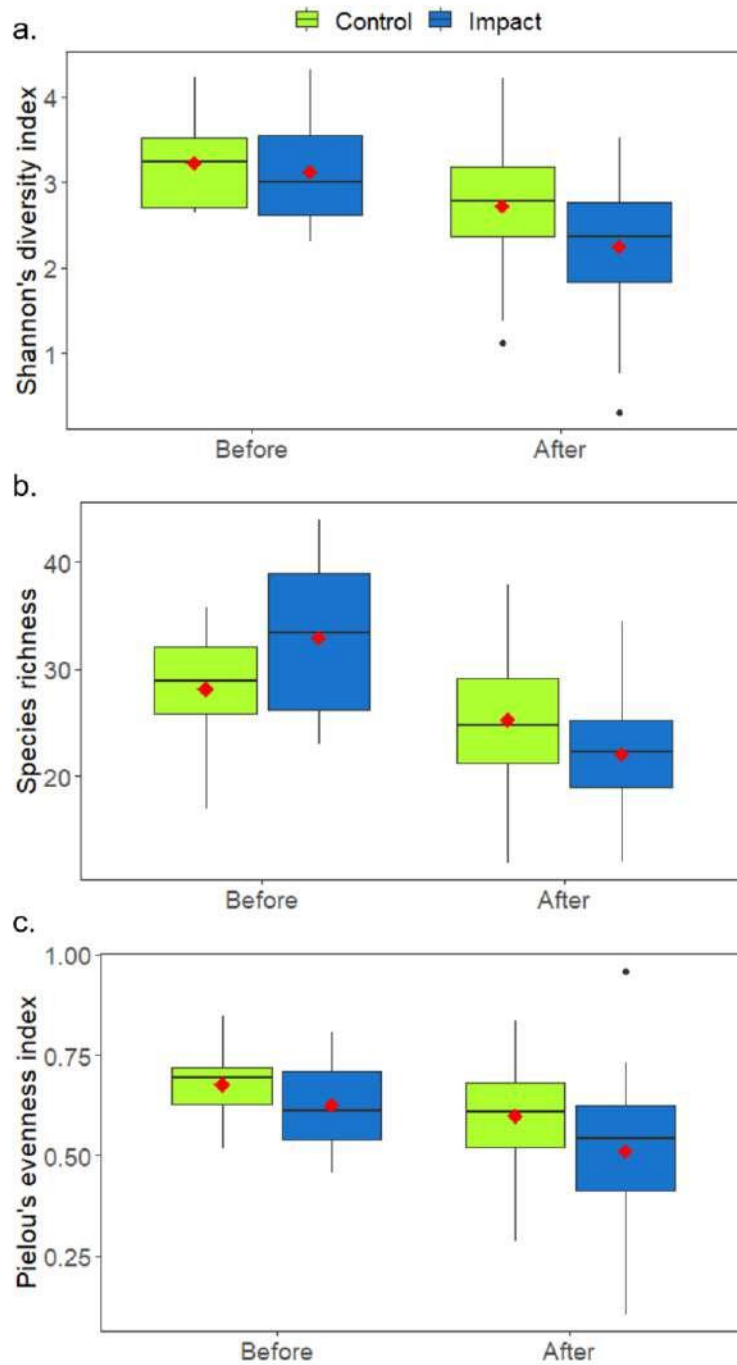 a.
Control Impact
Shannon's diversity index
4
3
2
1
Before After
b.
Species richness
40
30
20
Before After
c.
Pielou's evenness index
1.00
0.75
0.50
0.25
Before After